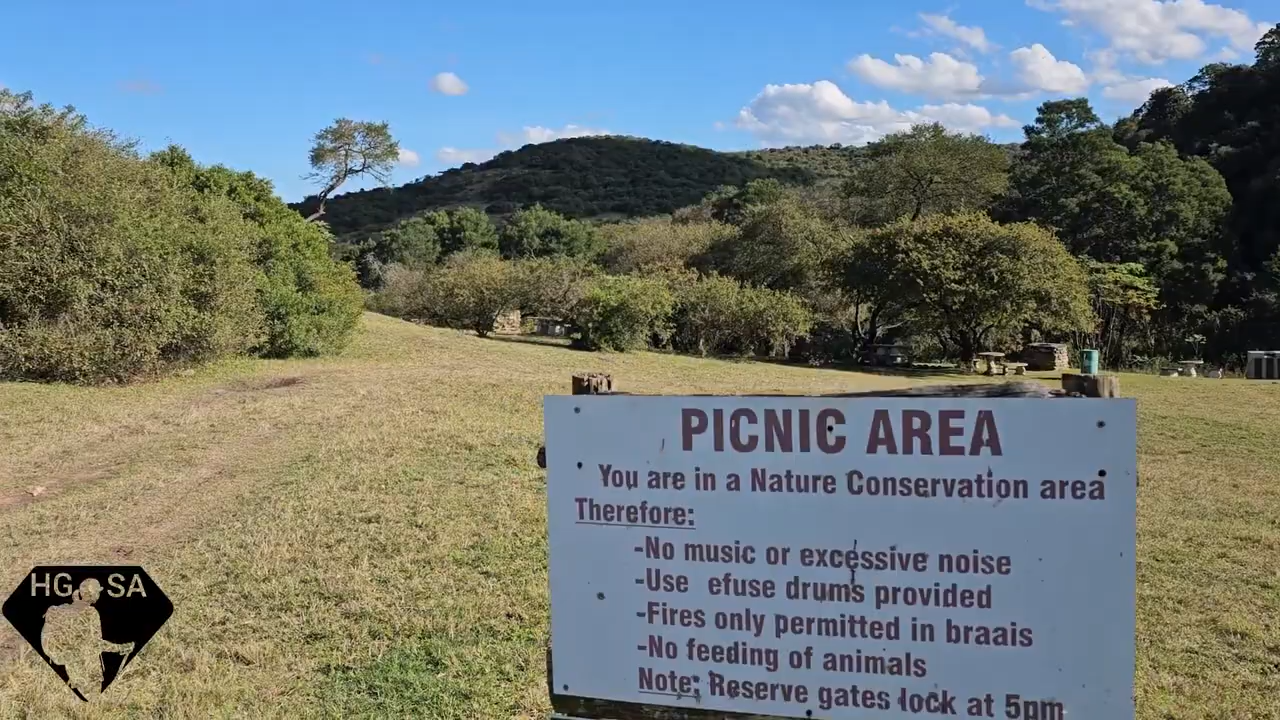 PICNIC AREA
You are in a Nature Conservation area
Therefore:
-No music or excessive noise
-Use efuse drums provided
-Fires only permitted in braais
-No feeding of animals
Note: Reserve gates lock at 5pm
HG SA